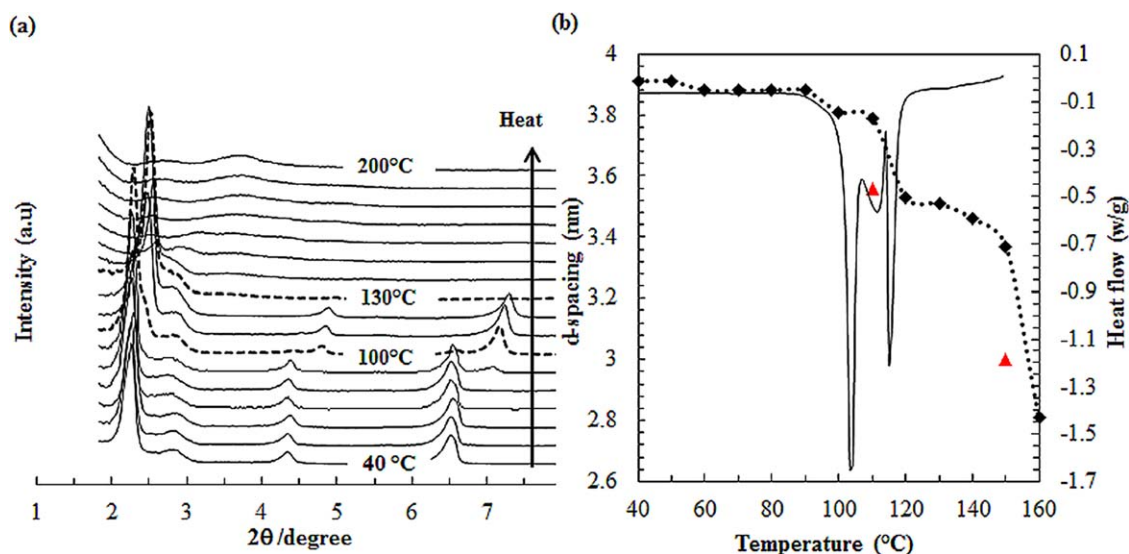 (a)
Heat
200°C
130°C
100°C
40 °C
Intensity (a.u)
1 2 3 4 5 6 7
2θ /degree
(b)
4
3.8
3.6
3.4
3.2
3
2.8
2.6
d-spacing (nm)
0.1
-0.1
-0.3
-0.5
-0.7
-0.9
-1.1
-1.3
-1.5
-1.7
Heat flow (w/g)
40 60 80 100 120 140 160
Temperature (°C)